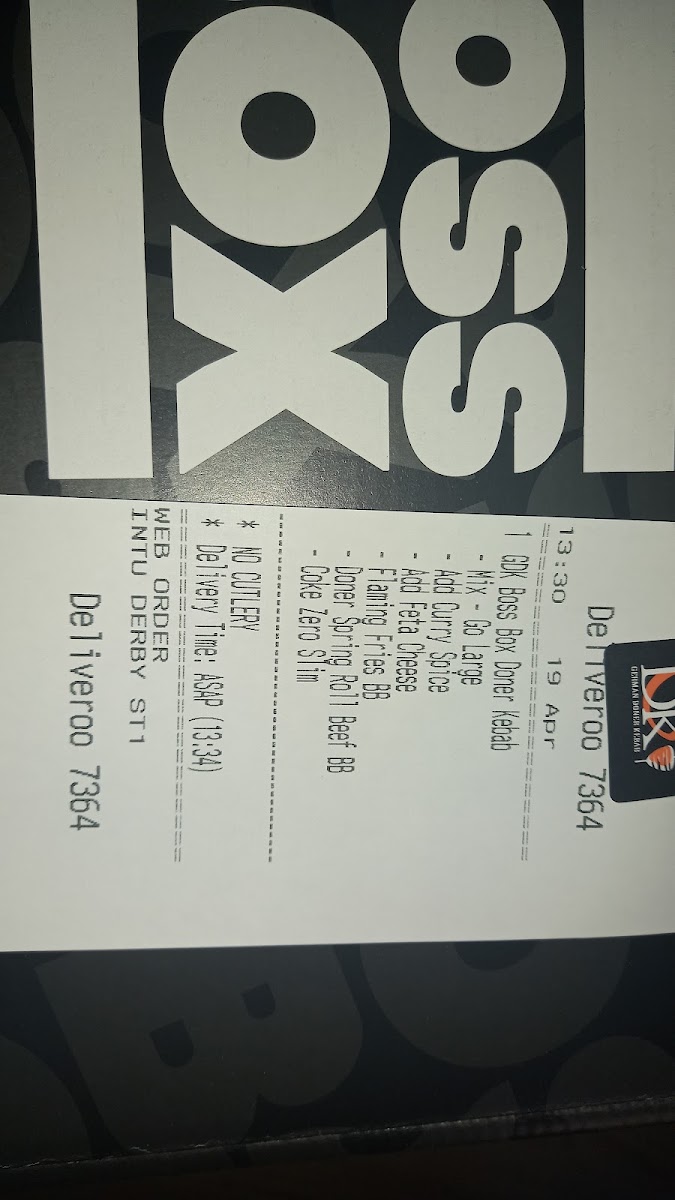 OSS
OX
DK
GERMAN DONER KEBAB
Deliveroo 7364
13:30 19 Apr
==============================
1 GDK Boss Box Doner Kebab
- Mix - Go Large
- Add Curry Spice
- Add Feta Cheese
- Flaming Fries BB
- Doner Spring Roll Beef BB
- Coke Zero Slim
------------------------------------------
* NO CUTLERY
* Delivery Time: ASAP (13:34)
==============================
WEB ORDER
INTU DERBY ST1
Deliveroo 7364
B